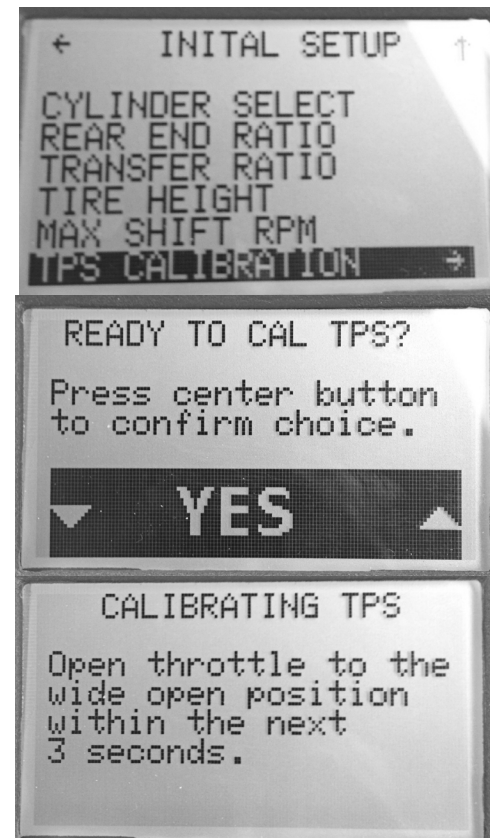 ← INITAL SETUP ↑
CYLINDER SELECT
REAR END RATIO
TRANSFER RATIO
TIRE HEIGHT
MAX SHIFT RPM
TPS CALIBRATION →
READY TO CAL TPS?
Press center button
to confirm choice.
▼ YES ▲
CALIBRATING TPS
Open throttle to the
wide open position
within the next
3 seconds.